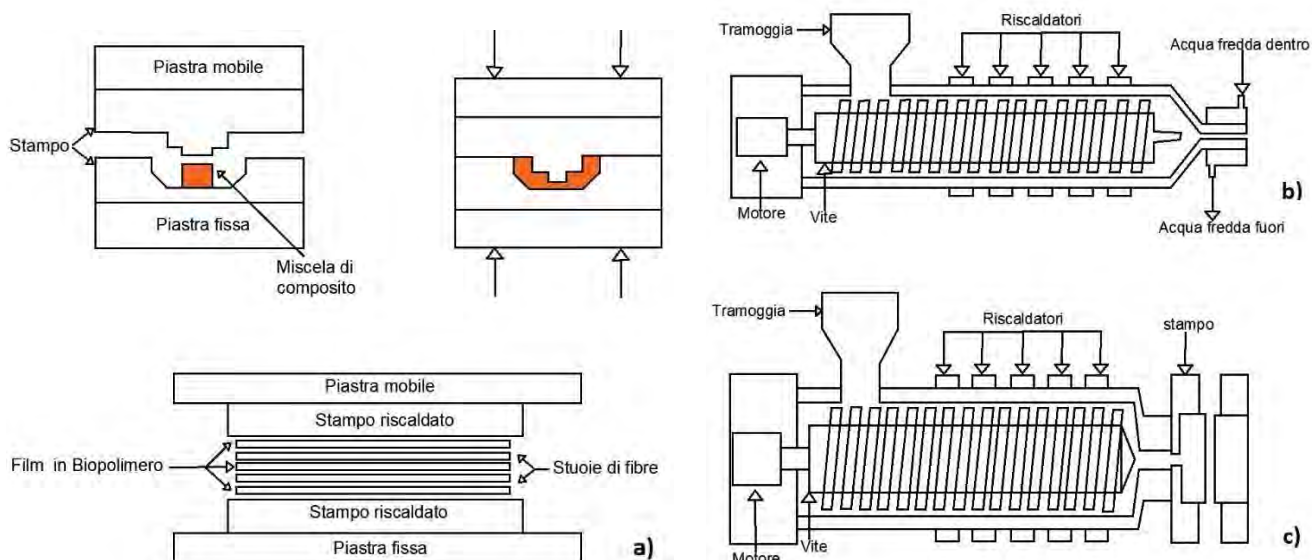 Piastra mobile
Stampo
Piastra fissa
Miscela di
composito
Piastra mobile
Stampo riscaldato
Film in Biopolimero
Stuoie di fibre
Stampo riscaldato
Piastra fissa
a)
Tramoggia
Riscaldatori
Acqua fredda dentro
Motore
Vite
b)
Acqua fredda fuori
Tramoggia
Riscaldatori
stampo
Motore
Vite
c)